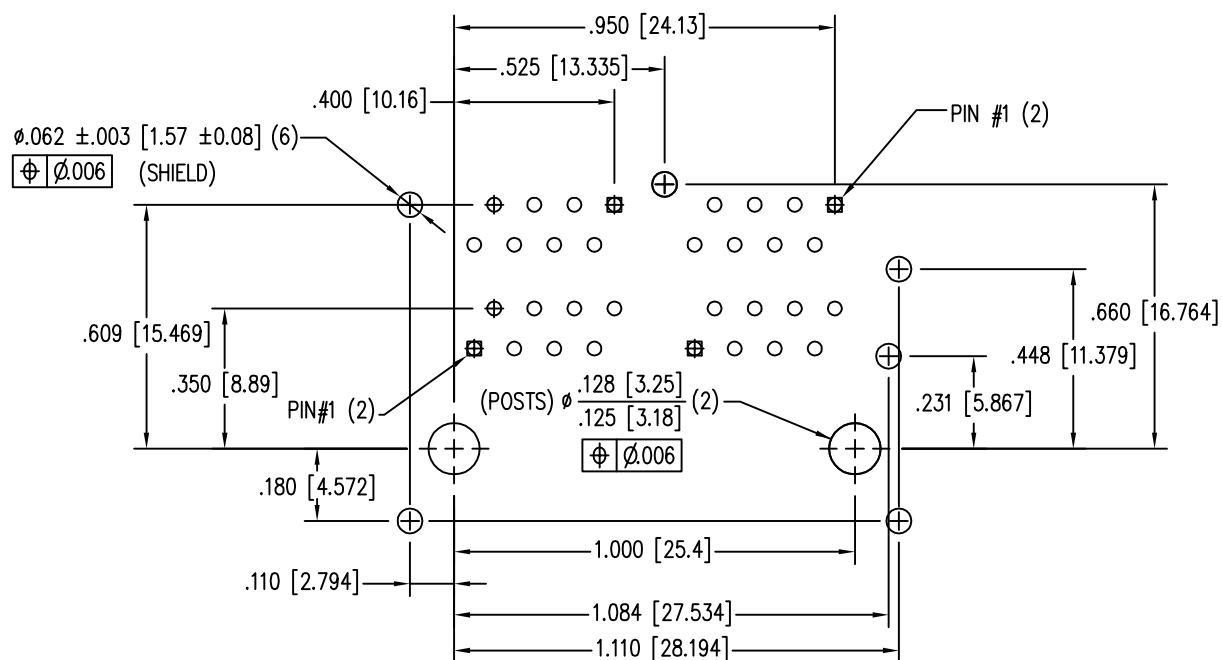 .950 [24.13]
.525 [13.335]
.400 [10.16]
PIN #1 (2)
ø.062 ±.003 [1.57 ±0.08] (6)
⌖ Ø.006 (SHIELD)
.609 [15.469]
.660 [16.764]
.448 [11.379]
.350 [8.89]
.231 [5.867]
PIN#1 (2)
(POSTS) ø .128 [3.25]
.125 [3.18] (2)
⌖ Ø.006
.180 [4.572]
1.000 [25.4]
.110 [2.794]
1.084 [27.534]
1.110 [28.194]